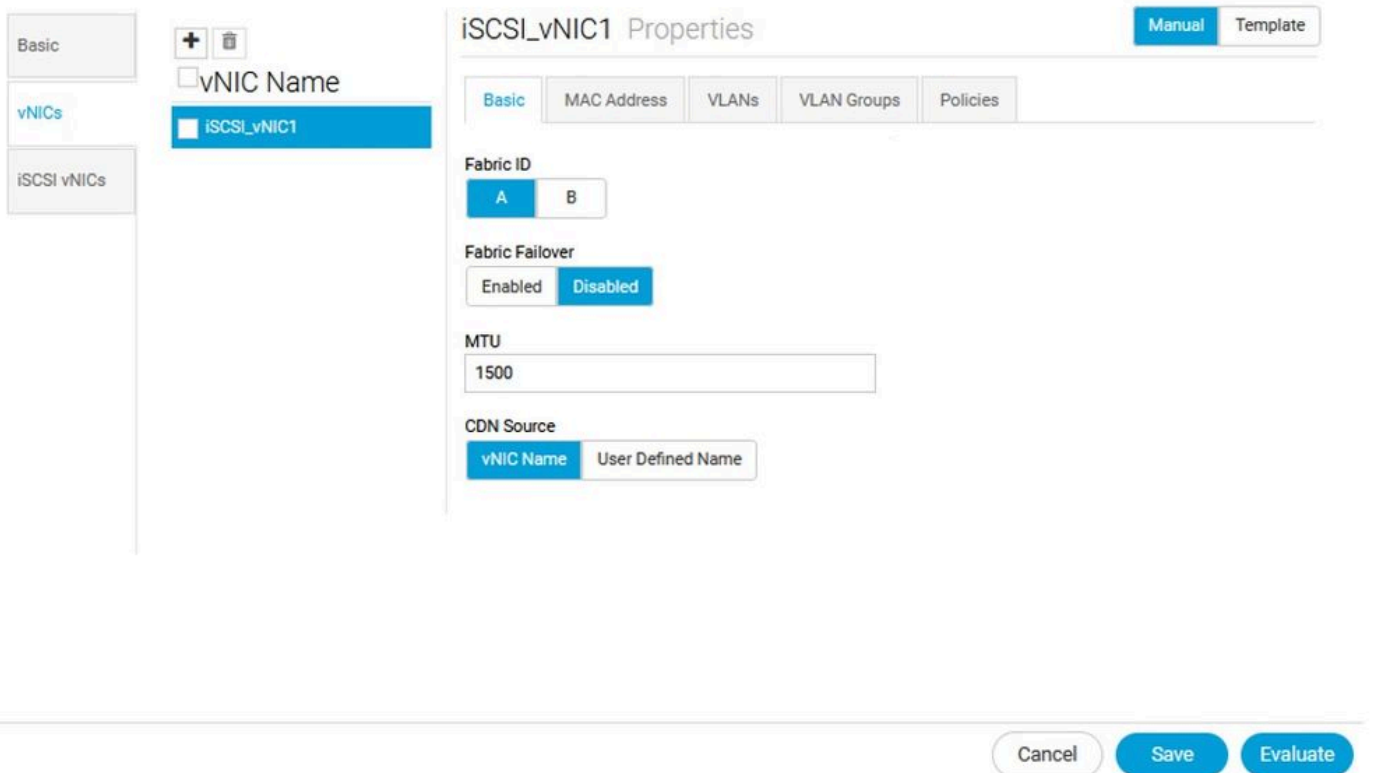 Basic
vNICs
iSCSI vNICs
vNIC Name
iSCSI_vNIC1
iSCSI_vNIC1 Properties
Manual Template
Basic MAC Address VLANs VLAN Groups Policies
Fabric ID
A B
Fabric Failover
Enabled Disabled
MTU
1500
CDN Source
vNIC Name User Defined Name
Cancel Save Evaluate